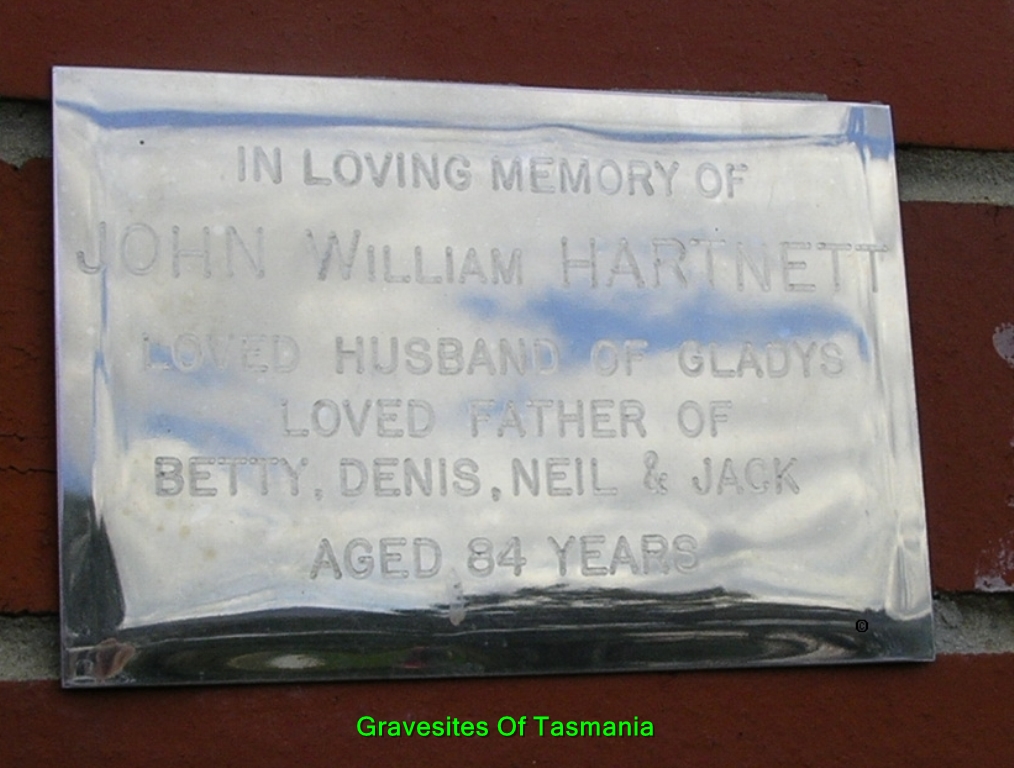 IN LOVING MEMORY OF
JOHN WILLIAM HARTNETT
LOVED HUSBAND OF GLADYS
LOVED FATHER OF
BETTY, DENIS, NEIL & JACK
AGED 84 YEARS
©
Gravesites Of Tasmania